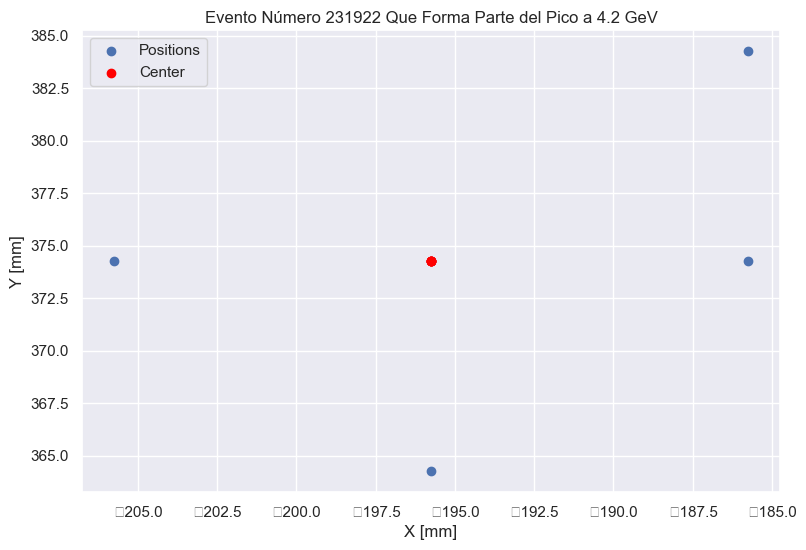 Evento Número 231922 Que Forma Parte del Pico a 4.2 GeV
Positions
Center
385.0
382.5
380.0
377.5
375.0
372.5
370.0
367.5
365.0
Y [mm]
□205.0 □202.5 □200.0 □197.5 □195.0 □192.5 □190.0 □187.5 □185.0
X [mm]